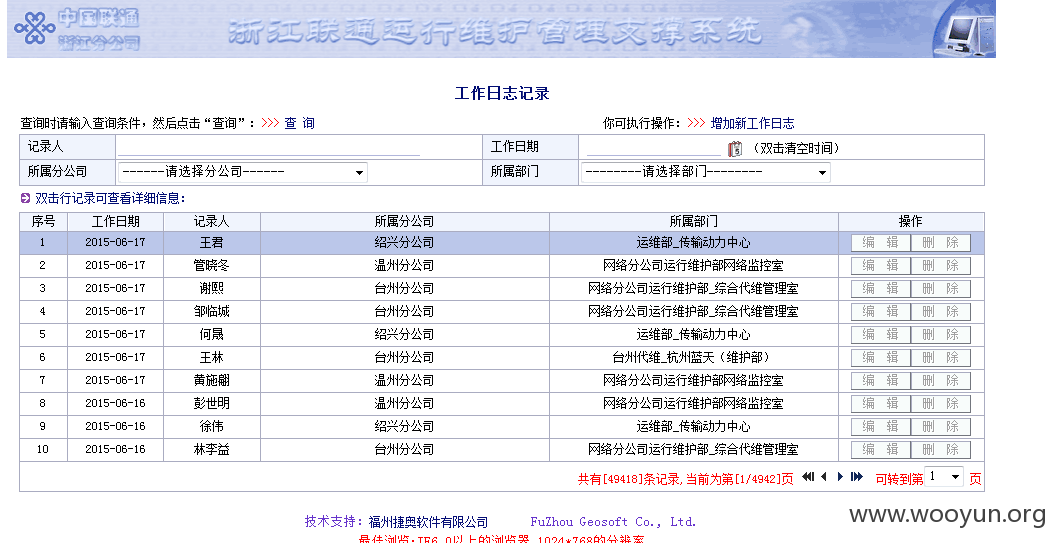 中国联通 浙江联通运行维护管理支撑系统
浙江分公司
工作日志记录
查询时请输入查询条件，然后点击“查询”：>>> 查 询 你可执行操作：>>> 增加新工作日志
记录人 工作日期 （双击清空时间）
所属分公司 ------请选择分公司------ 所属部门 --------请选择部门--------
双击行记录可查看详细信息：
序号 工作日期 记录人 所属分公司 所属部门 操作
1 2015-06-17 王君 绍兴分公司 运维部_传输动力中心 编 辑 删 除
2 2015-06-17 管晓冬 温州分公司 网络分公司运行维护部网络监控室 编 辑 删 除
3 2015-06-17 谢熙 台州分公司 网络分公司运行维护部_综合代维管理室 编 辑 删 除
4 2015-06-17 邹临城 台州分公司 网络分公司运行维护部_综合代维管理室 编 辑 删 除
5 2015-06-17 何晟 绍兴分公司 运维部_传输动力中心 编 辑 删 除
6 2015-06-17 王林 台州分公司 台州代维_杭州蓝天（维护部） 编 辑 删 除
7 2015-06-17 黄施翩 温州分公司 网络分公司运行维护部网络监控室 编 辑 删 除
8 2015-06-16 彭世明 温州分公司 网络分公司运行维护部网络监控室 编 辑 删 除
9 2015-06-16 徐伟 绍兴分公司 运维部_传输动力中心 编 辑 删 除
10 2015-06-16 林李益 台州分公司 网络分公司运行维护部_综合代维管理室 编 辑 删 除
共有[49418]条记录,当前为第[1/4942]页 可转到第 1 页
技术支持：福州捷奥软件有限公司 FuZhou Geosoft Co., Ltd.
www.wooyun.org
最佳浏览:IE6.0以上的浏览器 1024*768的分辨率